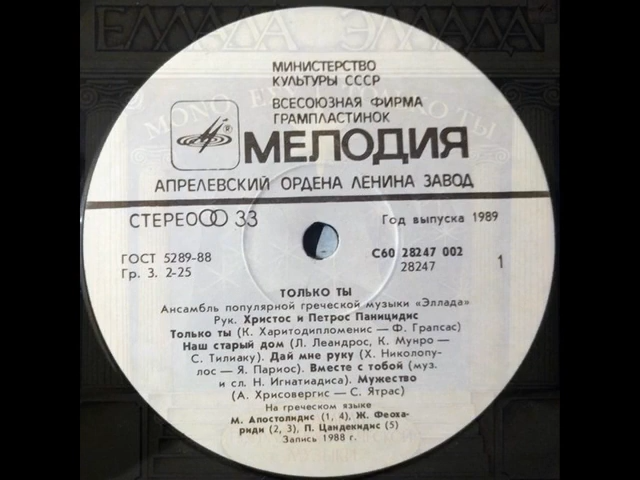 ΕΛΛΑΔΑ ЭЛЛАДА
МИНИСТЕРСТВО
КУЛЬТУРЫ СССР
ВСЕСОЮЗНАЯ ФИРМА
ГРАМПЛАСТИНОК
®
МЕЛОДИЯ
АПРЕЛЕВСКИЙ ОРДЕНА ЛЕНИНА ЗАВОД
СТЕРЕО 33
Год выпуска 1989
ГОСТ 5289-88
С60 28247 002
Гр. 3. 2-25
28247
1
ТОЛЬКО ТЫ
Ансамбль популярной греческой музыки «Эллада»
Рук. Христос и Петрос Паницидис
Только ты (К. Харитодипломенис — Ф. Грапсас)
Наш старый дом (Л. Леандрос, К. Мунро —
С. Тилиаку). Дай мне руку (Х. Николопу-
лос — Я. Париос). Вместе с тобой (муз.
и сл. Н. Игнатиадиса). Мужество
(А. Хрисовергис — С. Ятрас)
На греческом языке
М. Апостолидис (1, 4), Ж. Феоха-
риди (2, 3), П. Цандекидис (5)
Запись 1988 г.